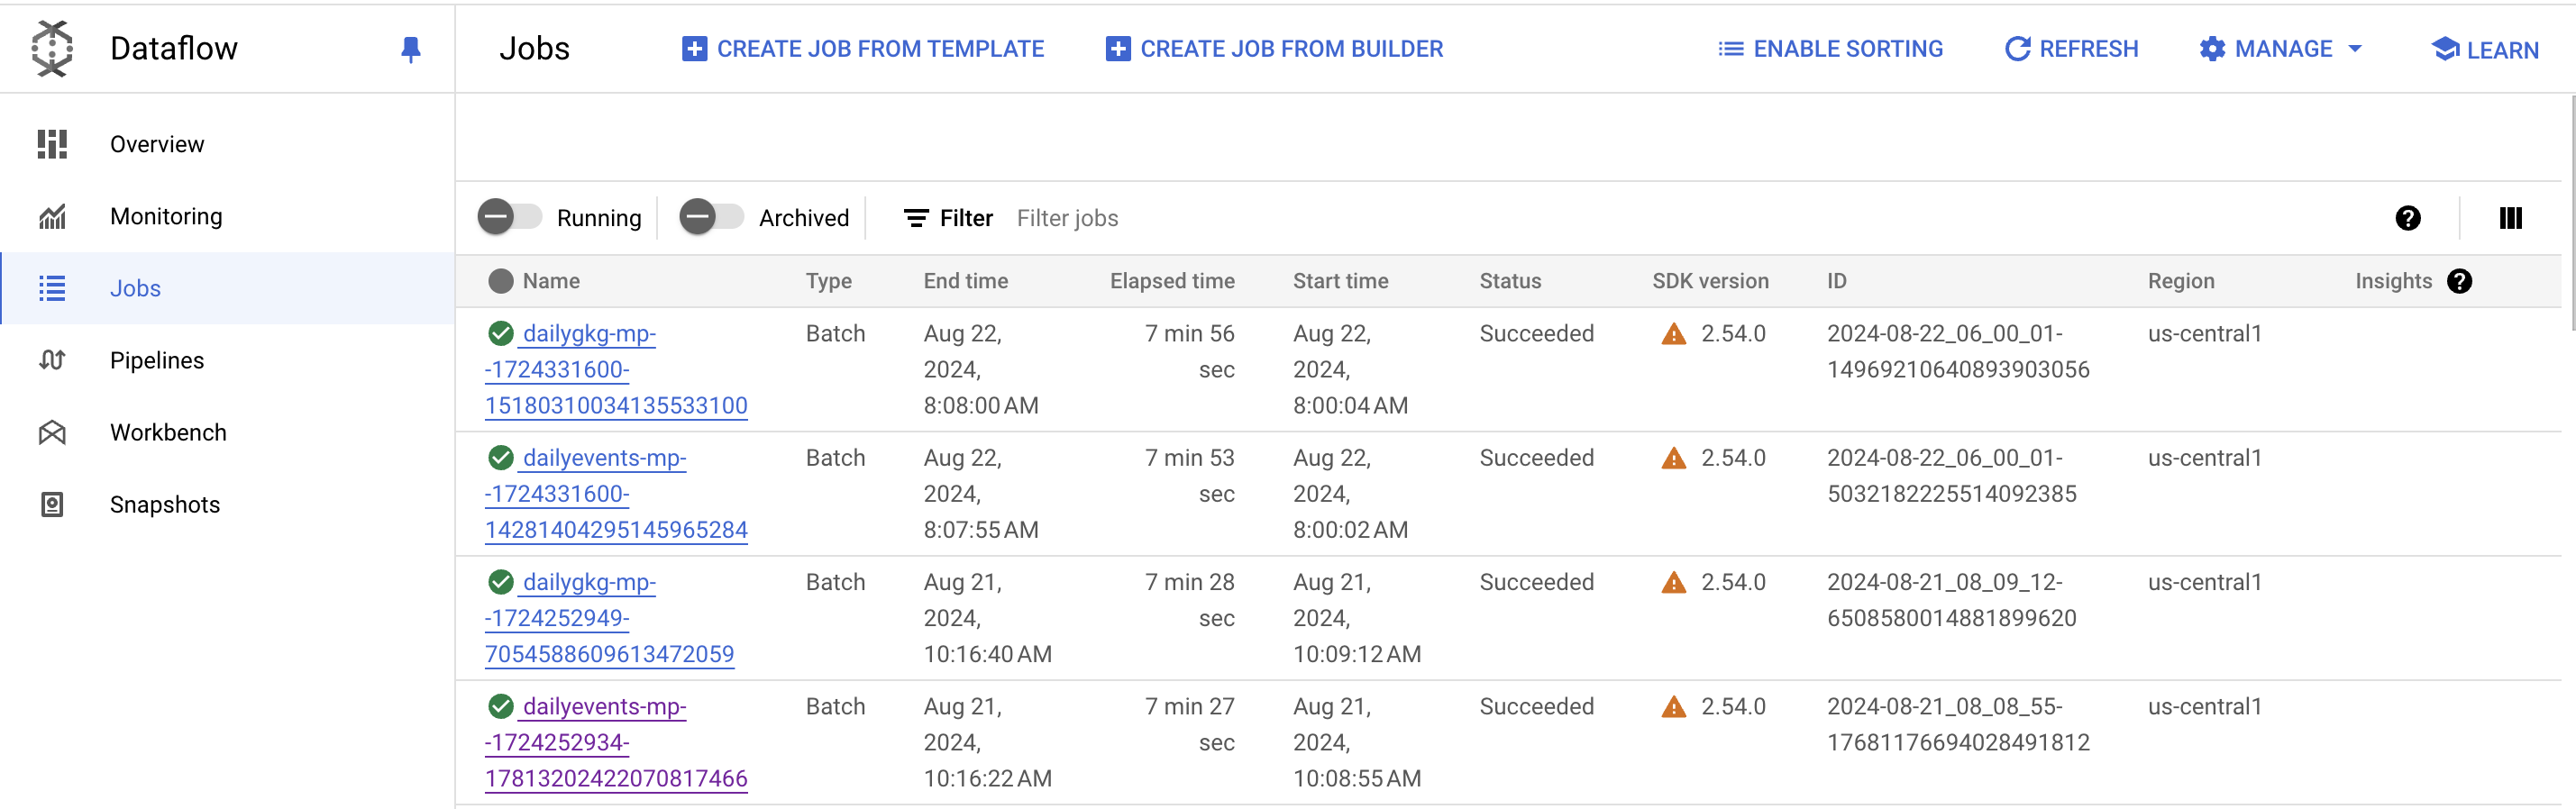 Dataflow
Jobs
CREATE JOB FROM TEMPLATE
CREATE JOB FROM BUILDER
ENABLE SORTING
REFRESH
MANAGE
LEARN
Overview
Monitoring
Jobs
Pipelines
Workbench
Snapshots
Running
Archived
Filter Filter jobs
Name Type End time Elapsed time Start time Status SDK version ID Region Insights
dailygkg-mp- Batch Aug 22, 7 min 56 Aug 22, Succeeded 2.54.0 2024-08-22_06_00_01- us-central1
-1724331600- 2024, sec 2024, 14969210640893903056
15180310034135533100 8:08:00 AM 8:00:04 AM
dailyevents-mp- Batch Aug 22, 7 min 53 Aug 22, Succeeded 2.54.0 2024-08-22_06_00_01- us-central1
-1724331600- 2024, sec 2024, 5032182225514092385
14281404295145965284 8:07:55 AM 8:00:02 AM
dailygkg-mp- Batch Aug 21, 7 min 28 Aug 21, Succeeded 2.54.0 2024-08-21_08_09_12- us-central1
-1724252949- 2024, sec 2024, 6508580014881899620
7054588609613472059 10:16:40 AM 10:09:12 AM
dailyevents-mp- Batch Aug 21, 7 min 27 Aug 21, Succeeded 2.54.0 2024-08-21_08_08_55- us-central1
-1724252934- 2024, sec 2024, 17681176694028491812
17813202422070817466 10:16:22 AM 10:08:55 AM